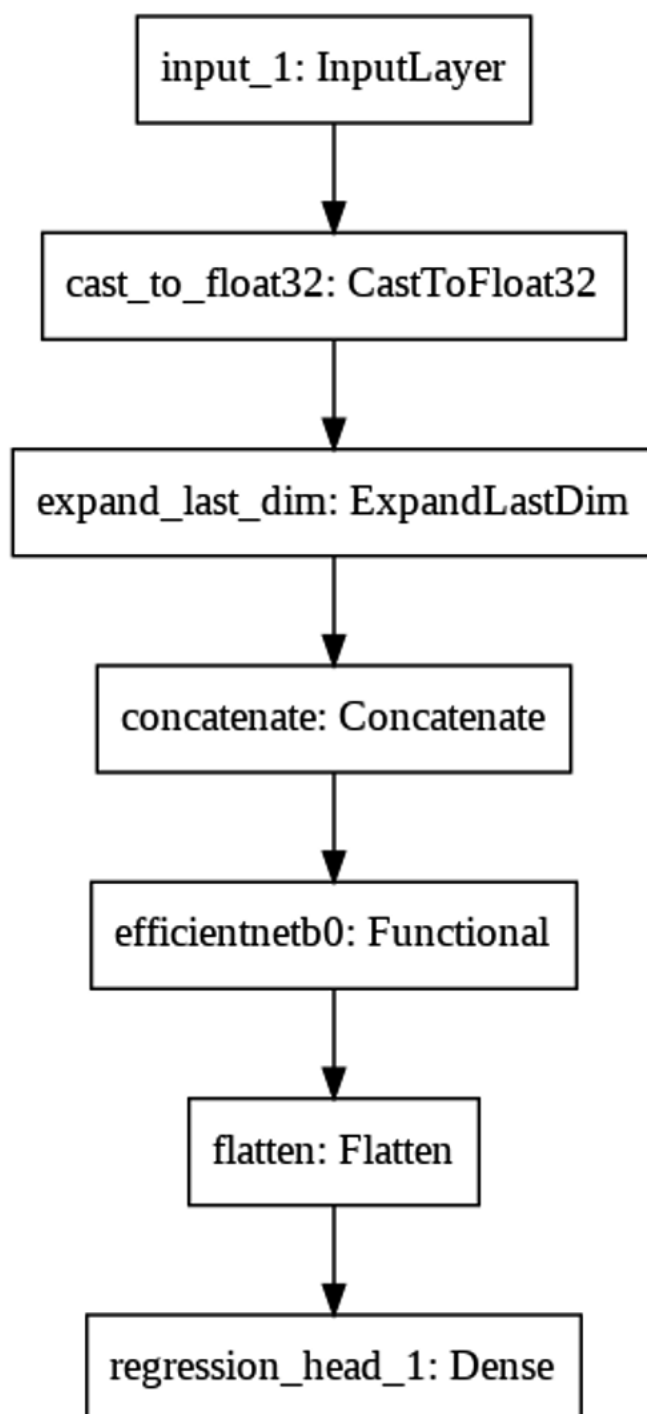 input_1: InputLayer
cast_to_float32: CastToFloat32
expand_last_dim: ExpandLastDim
concatenate: Concatenate
efficientnetb0: Functional
flatten: Flatten
regression_head_1: Dense